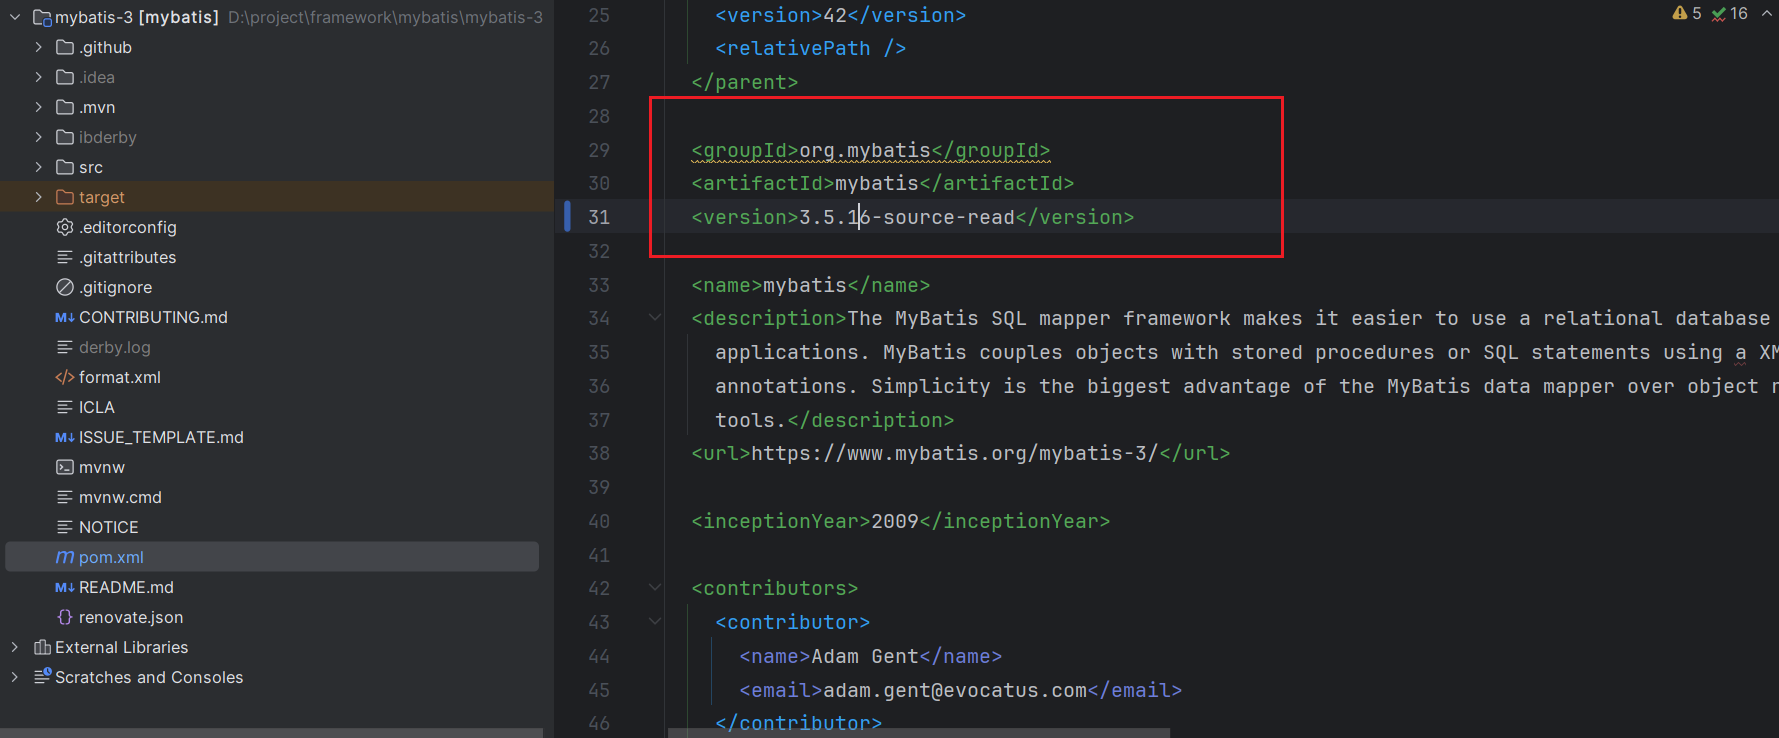 mybatis-3 [mybatis] D:\project\framework\mybatis\mybatis-3
.github
.idea
.mvn
ibderby
src
target
.editorconfig
.gitattributes
.gitignore
CONTRIBUTING.md
derby.log
format.xml
ICLA
ISSUE_TEMPLATE.md
mvnw
mvnw.cmd
NOTICE
pom.xml
README.md
renovate.json
External Libraries
Scratches and Consoles
5 16
25 <version>42</version>
26 <relativePath />
27 </parent>
28
29 <groupId>org.mybatis</groupId>
30 <artifactId>mybatis</artifactId>
31 <version>3.5.16-source-read</version>
32
33 <name>mybatis</name>
34 <description>The MyBatis SQL mapper framework makes it easier to use a relational database
35 applications. MyBatis couples objects with stored procedures or SQL statements using a XM
36 annotations. Simplicity is the biggest advantage of the MyBatis data mapper over object r
37 tools.</description>
38 <url>https://www.mybatis.org/mybatis-3/</url>
39
40 <inceptionYear>2009</inceptionYear>
41
42 <contributors>
43 <contributor>
44 <name>Adam Gent</name>
45 <email>adam.gent@evocatus.com</email>
46 </contributor>